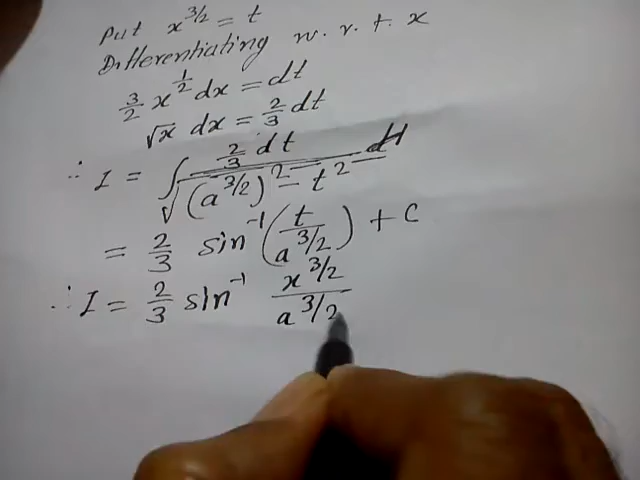 Put x^{3/2} = t
Differentiating w.r.t x
3/2 x^{1/2} dx = dt
√x dx = 2/3 dt
∴ I = ∫ (2/3 dt) / √((a^{3/2})^2 - t^2)
= 2/3 sin^{-1} (t / a^{3/2}) + c
∴ I = 2/3 sin^{-1} x^{3/2} / a^{3/2}